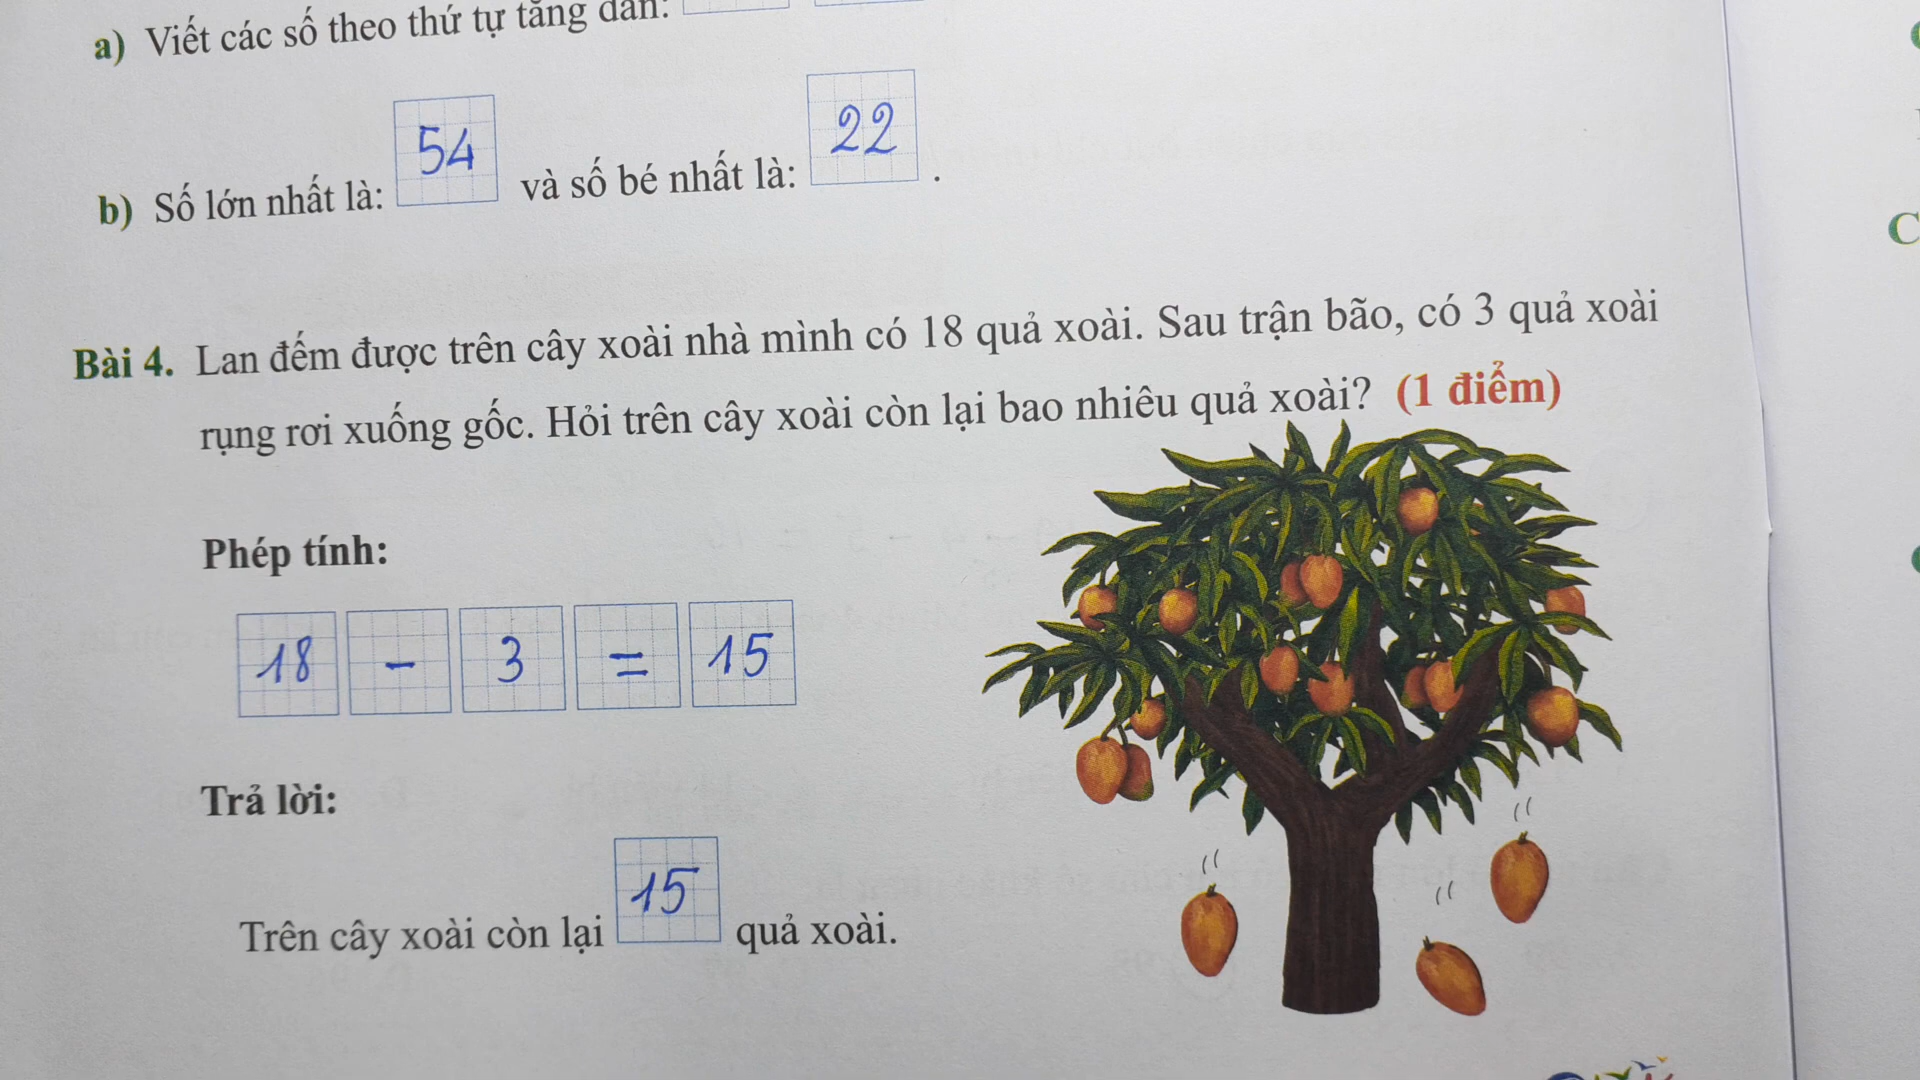 a) Viết các số theo thứ tự tăng dần:
b) Số lớn nhất là: 54 và số bé nhất là: 22 .
Bài 4. Lan đếm được trên cây xoài nhà mình có 18 quả xoài. Sau trận bão, có 3 quả xoài
rụng rơi xuống gốc. Hỏi trên cây xoài còn lại bao nhiêu quả xoài? (1 điểm)
Phép tính:
18 - 3 = 15
Trả lời:
Trên cây xoài còn lại 15 quả xoài.